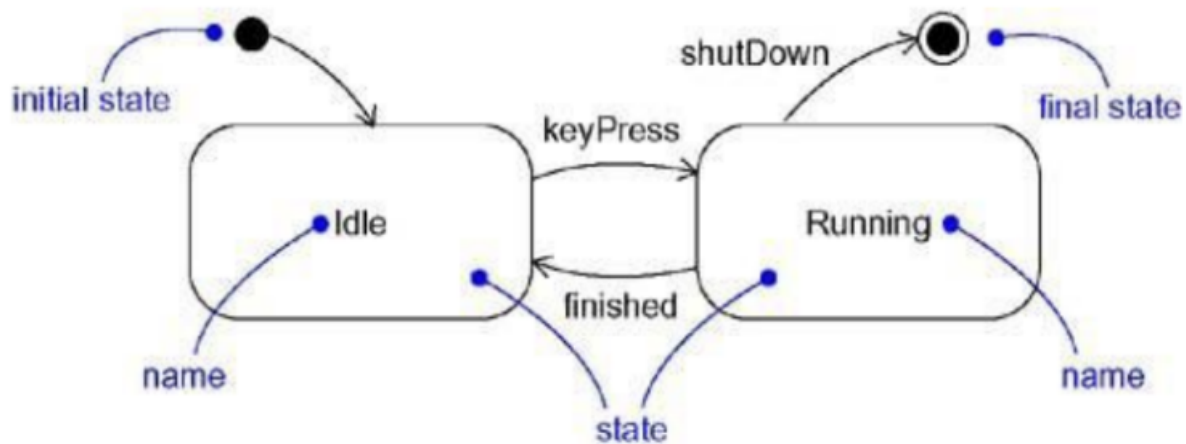 shutDown
initial state
final state
keyPress
Idle
Running
finished
name
name
state